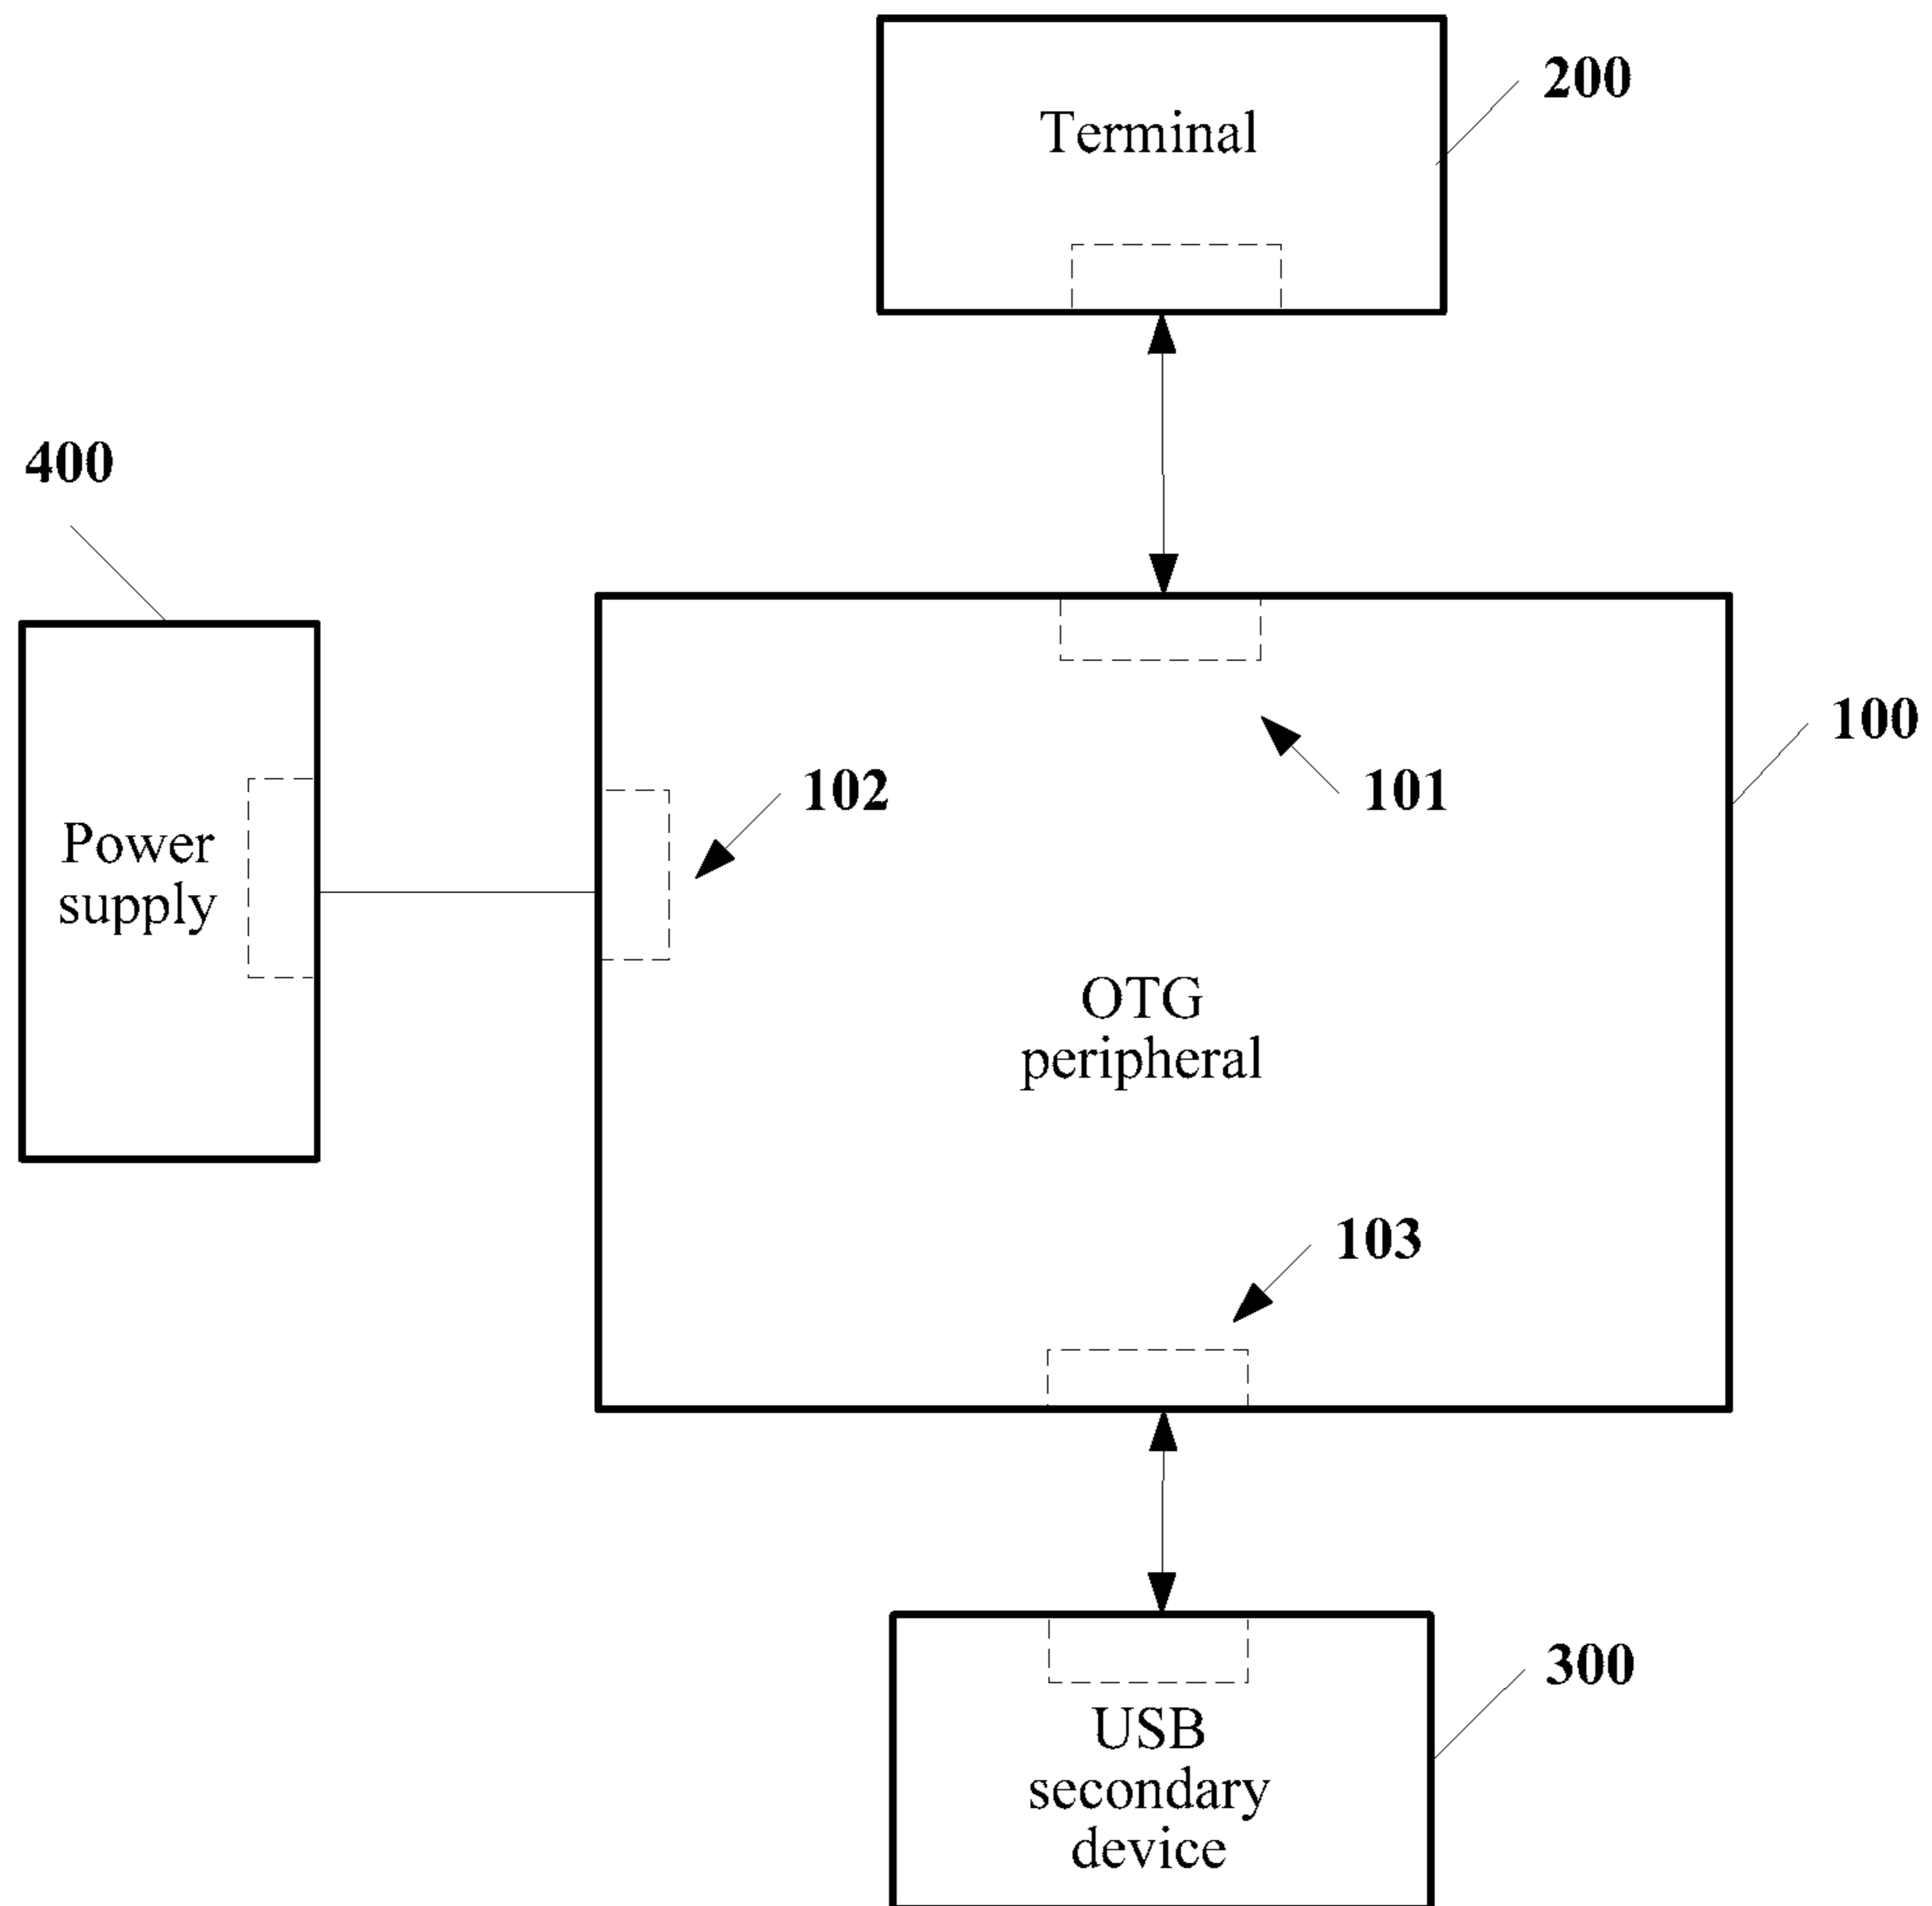 200
Terminal
400
100
102
101
Power
supply
OTG
peripheral
103
300
USB
secondary
device